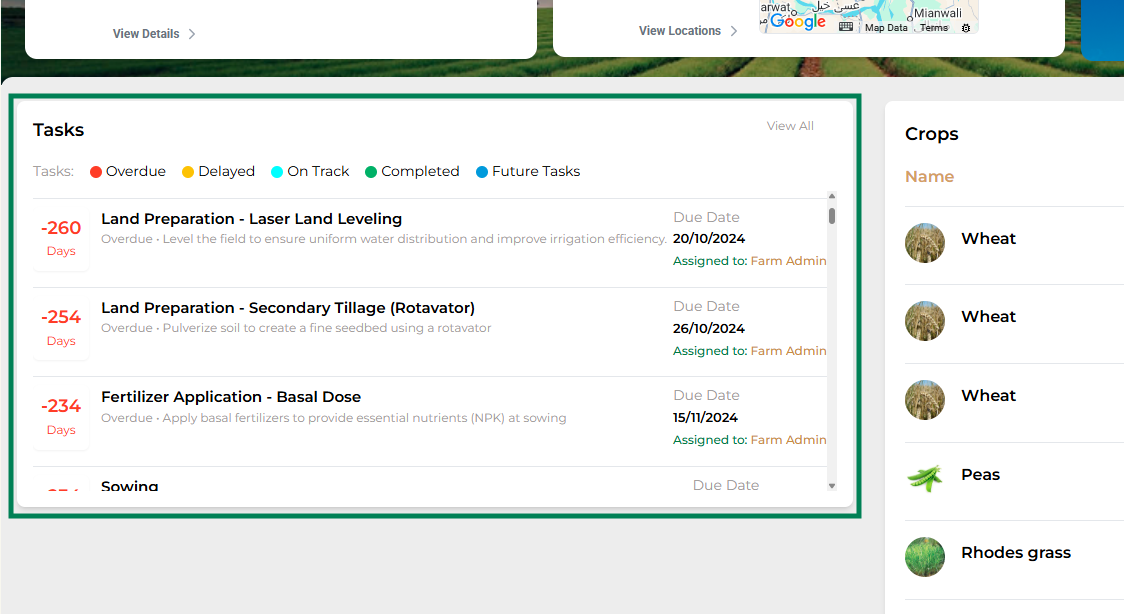 View Details
View Locations
عسى خيل
Mianwali
Google
Map Data
Terms
Tasks
View All
Tasks:
Overdue
Delayed
On Track
Completed
Future Tasks
-260
Days
Land Preparation - Laser Land Leveling
Overdue • Level the field to ensure uniform water distribution and improve irrigation efficiency.
Due Date
20/10/2024
Assigned to: Farm Admin
-254
Days
Land Preparation - Secondary Tillage (Rotavator)
Overdue • Pulverize soil to create a fine seedbed using a rotavator
Due Date
26/10/2024
Assigned to: Farm Admin
-234
Days
Fertilizer Application - Basal Dose
Overdue • Apply basal fertilizers to provide essential nutrients (NPK) at sowing
Due Date
15/11/2024
Assigned to: Farm Admin
Sowing
Due Date
Crops
Name
Wheat
Wheat
Wheat
Peas
Rhodes grass